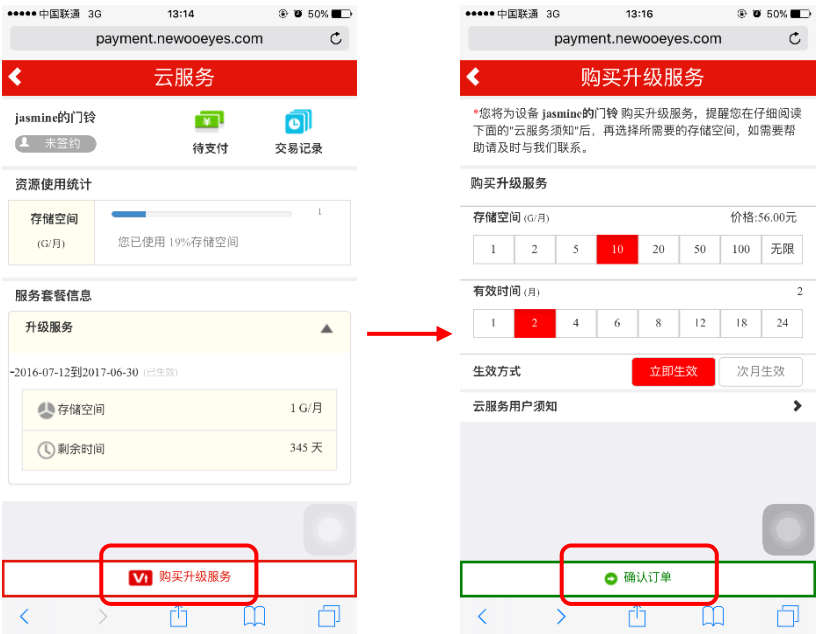 中国联通 3G 13:14 50%
payment.newooeyes.com
云服务
jasmine的门铃
未签约
待支付
交易记录
资源使用统计
存储空间
(G/月)
1
您已使用 19%存储空间
服务套餐信息
升级服务
-2016-07-12到2017-06-30 (已生效)
存储空间 1 G/月
剩余时间 345 天
V↑ 购买升级服务
中国联通 3G 13:16 50%
payment.newooeyes.com
购买升级服务
*您将为设备 jasmine的门铃 购买升级服务，提醒您在仔细阅读
下面的"云服务须知"后，再选择所需要的存储空间，如需要帮
助请及时与我们联系。
购买升级服务
存储空间 (G/月) 价格:56.00元
1 2 5 10 20 50 100 无限
有效时间 (月) 2
1 2 4 6 8 12 18 24
生效方式 立即生效 次月生效
云服务用户须知
确认订单